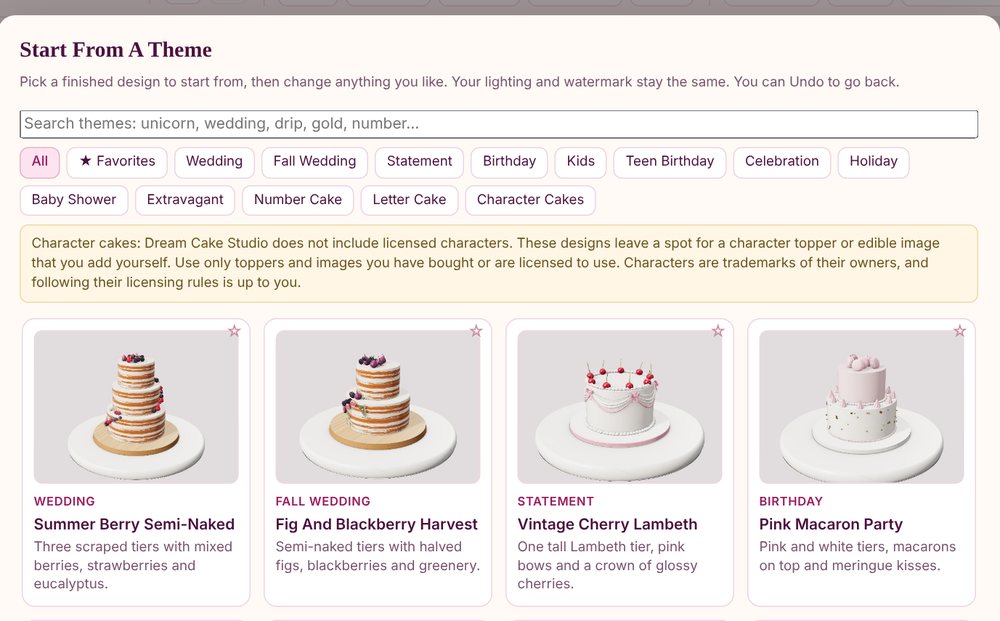 Start From A Theme
Pick a finished design to start from, then change anything you like. Your lighting and watermark stay the same. You can Undo to go back.
Search themes: unicorn, wedding, drip, gold, number...
All
★ Favorites
Wedding
Fall Wedding
Statement
Birthday
Kids
Teen Birthday
Celebration
Holiday
Baby Shower
Extravagant
Number Cake
Letter Cake
Character Cakes
Character cakes: Dream Cake Studio does not include licensed characters. These designs leave a spot for a character topper or edible image
that you add yourself. Use only toppers and images you have bought or are licensed to use. Characters are trademarks of their owners, and
following their licensing rules is up to you.
WEDDING
Summer Berry Semi-Naked
Three scraped tiers with mixed
berries, strawberries and
eucalyptus.
FALL WEDDING
Fig And Blackberry Harvest
Semi-naked tiers with halved
figs, blackberries and greenery.
STATEMENT
Vintage Cherry Lambeth
One tall Lambeth tier, pink
bows and a crown of glossy
cherries.
BIRTHDAY
Pink Macaron Party
Pink and white tiers, macarons
on top and meringue kisses.